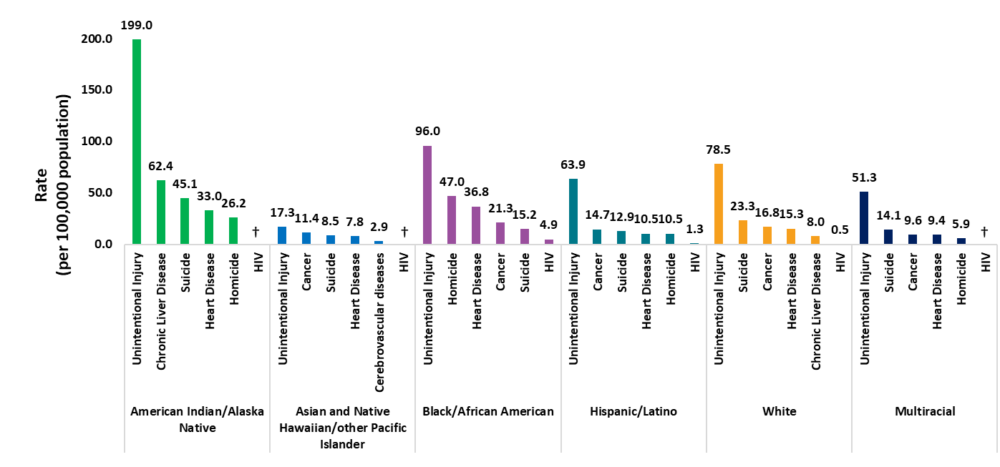 Rate
(per 100,000 population)
200.0
150.0
100.0
50.0
0.0
199.0
62.4
45.1
33.0
26.2
†
17.3
11.4
8.5
7.8
2.9
†
96.0
47.0
36.8
21.3
15.2
4.9
63.9
14.7
12.9
10.5
10.5
1.3
78.5
23.3
16.8
15.3
8.0
0.5
51.3
14.1
9.6
9.4
5.9
†
Unintentional Injury
Chronic Liver Disease
Suicide
Heart Disease
Homicide
HIV
Unintentional Injury
Cancer
Suicide
Heart Disease
Cerebrovascular diseases
HIV
Unintentional Injury
Homicide
Heart Disease
Cancer
Suicide
HIV
Unintentional Injury
Cancer
Suicide
Heart Disease
Homicide
HIV
Unintentional Injury
Suicide
Cancer
Heart Disease
Chronic Liver Disease
HIV
Unintentional Injury
Suicide
Cancer
Heart Disease
Homicide
HIV
American Indian/Alaska
Native
Asian and Native
Hawaiian/other Pacific
Islander
Black/African American
Hispanic/Latino
White
Multiracial